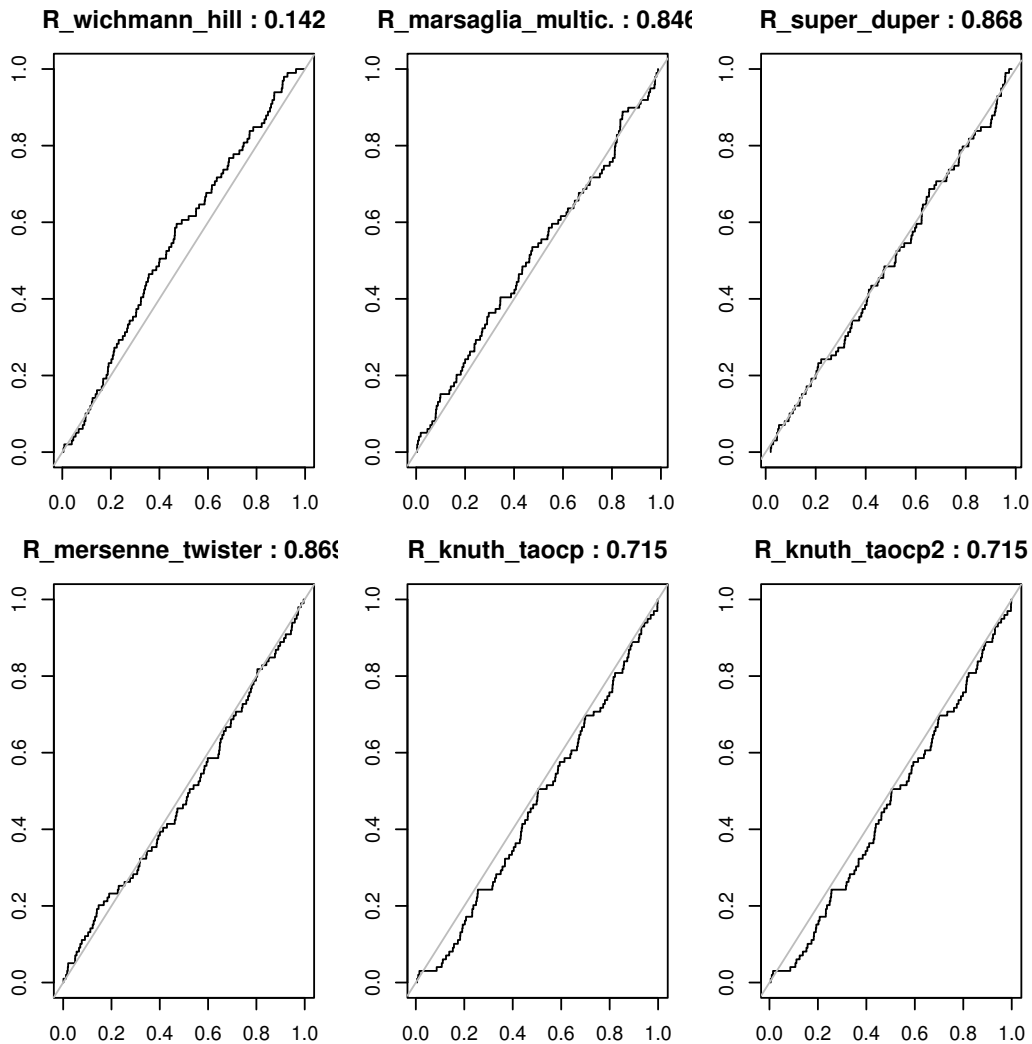 R_wichmann_hill : 0.142
0.0 0.2 0.4 0.6 0.8 1.0
0.0 0.2 0.4 0.6 0.8 1.0
R_marsaglia_multic. : 0.846
0.0 0.2 0.4 0.6 0.8 1.0
0.0 0.2 0.4 0.6 0.8 1.0
R_super_duper : 0.868
0.0 0.2 0.4 0.6 0.8 1.0
0.0 0.2 0.4 0.6 0.8 1.0
R_mersenne_twister : 0.869
0.0 0.2 0.4 0.6 0.8 1.0
0.0 0.2 0.4 0.6 0.8 1.0
R_knuth_taocp : 0.715
0.0 0.2 0.4 0.6 0.8 1.0
0.0 0.2 0.4 0.6 0.8 1.0
R_knuth_taocp2 : 0.715
0.0 0.2 0.4 0.6 0.8 1.0
0.0 0.2 0.4 0.6 0.8 1.0